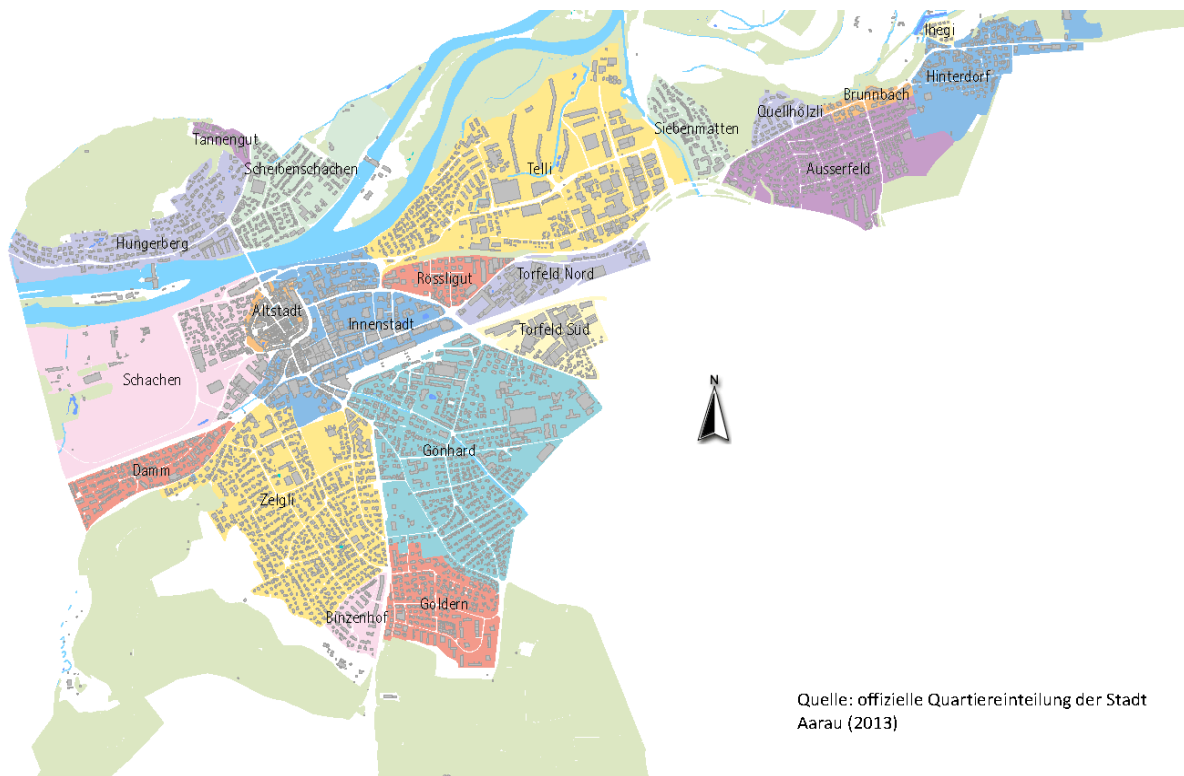 Ihegi
Hinterdorf
Brunnbach
Quellhölzli
Siebenmatten
Tannengut
Scheibenschachen
Telli
Ausserfeld
Hungerberg
Rössligut
Torfeld Nord
Altstadt
Innenstadt
Torfeld Süd
Schachen
N
Gönhard
Damm
Zelgli
Goldern
Binzenhof
Quelle: offizielle Quartiereinteilung der Stadt
Aarau (2013)